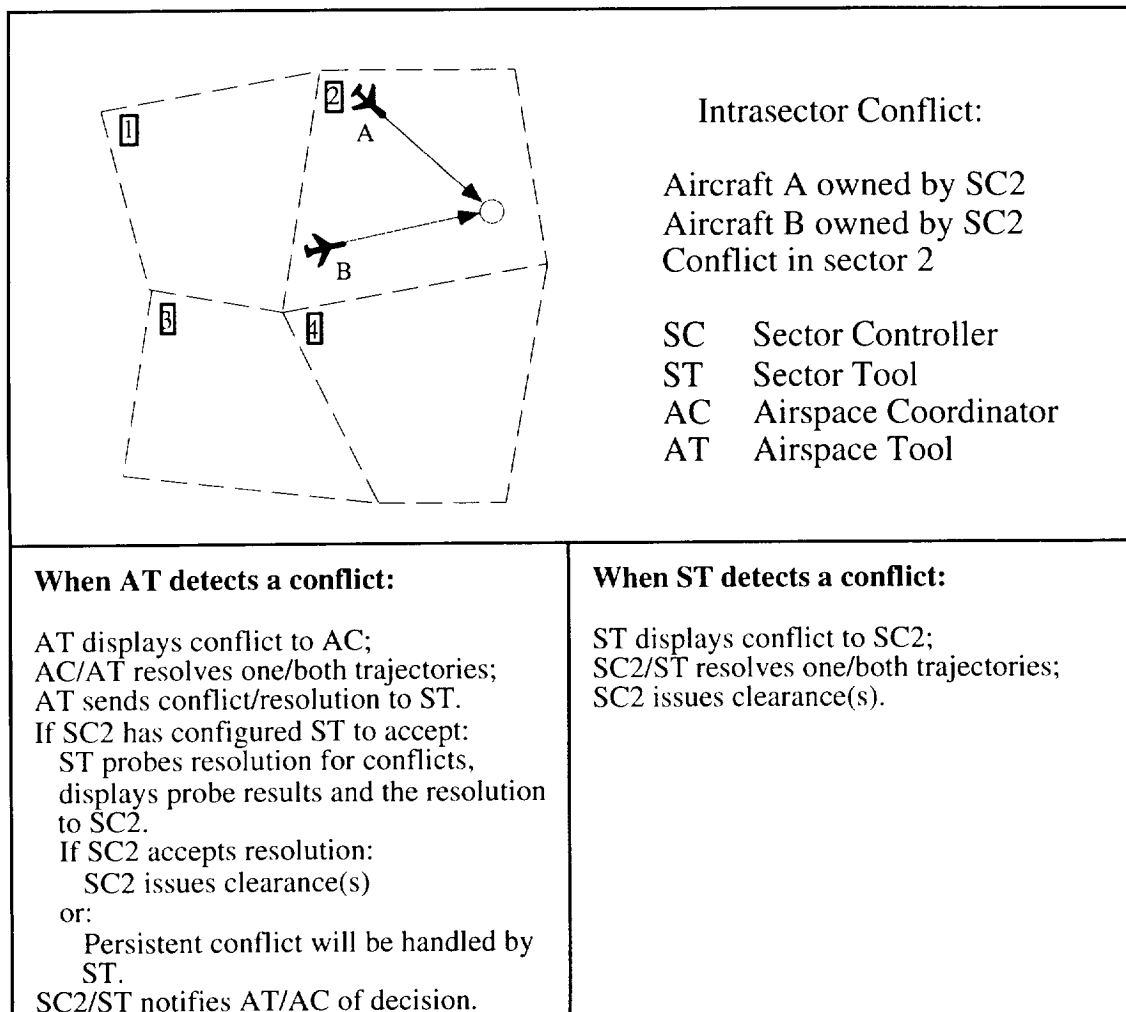 1
2
A
B
3
4
Intrasector Conflict:
Aircraft A owned by SC2
Aircraft B owned by SC2
Conflict in sector 2
SC Sector Controller
ST Sector Tool
AC Airspace Coordinator
AT Airspace Tool
When AT detects a conflict:
AT displays conflict to AC;
AC/AT resolves one/both trajectories;
AT sends conflict/resolution to ST.
If SC2 has configured ST to accept:
ST probes resolution for conflicts,
displays probe results and the resolution
to SC2.
If SC2 accepts resolution:
SC2 issues clearance(s)
or:
Persistent conflict will be handled by
ST.
SC2/ST notifies AT/AC of decision.
When ST detects a conflict:
ST displays conflict to SC2;
SC2/ST resolves one/both trajectories;
SC2 issues clearance(s).